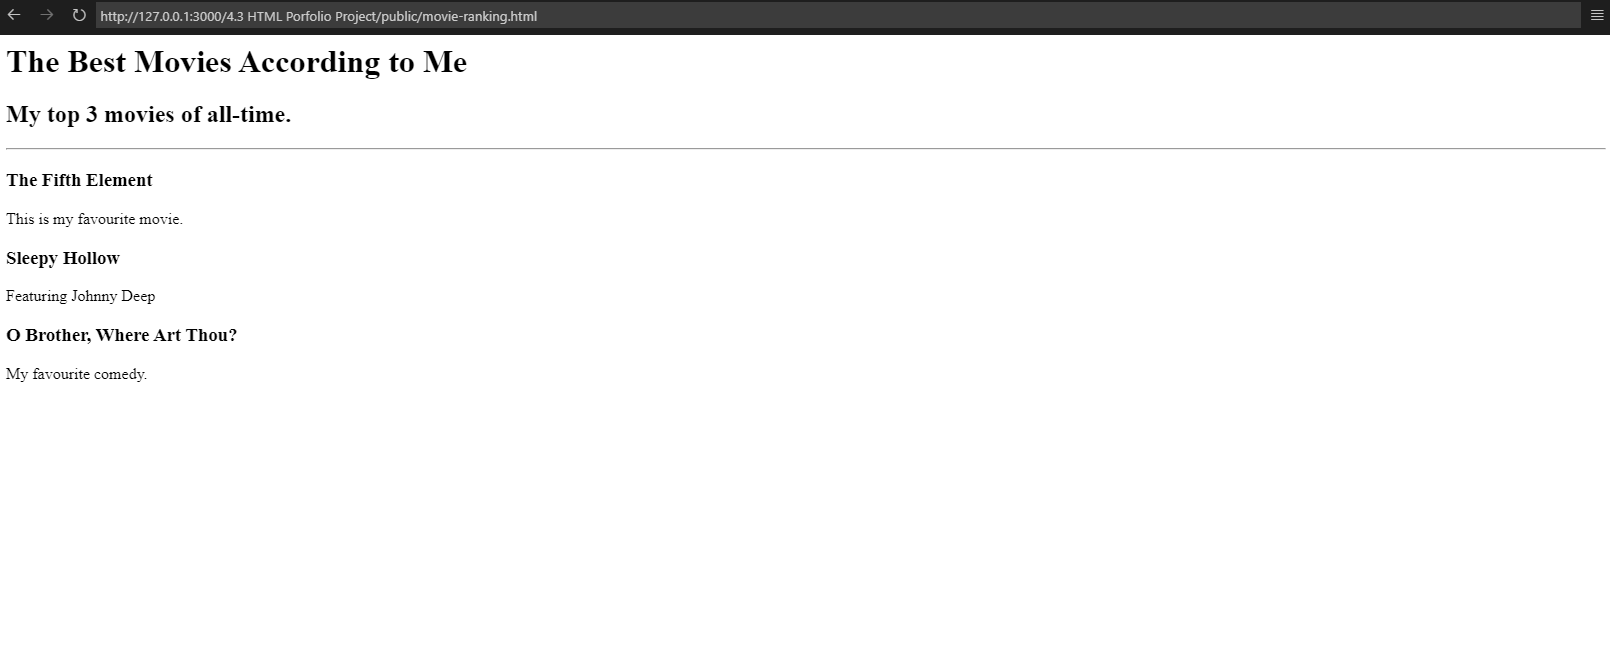 http://127.0.0.1:3000/4.3 HTML Porfolio Project/public/movie-ranking.html
The Best Movies According to Me
My top 3 movies of all-time.
The Fifth Element
This is my favourite movie.
Sleepy Hollow
Featuring Johnny Deep
O Brother, Where Art Thou?
My favourite comedy.